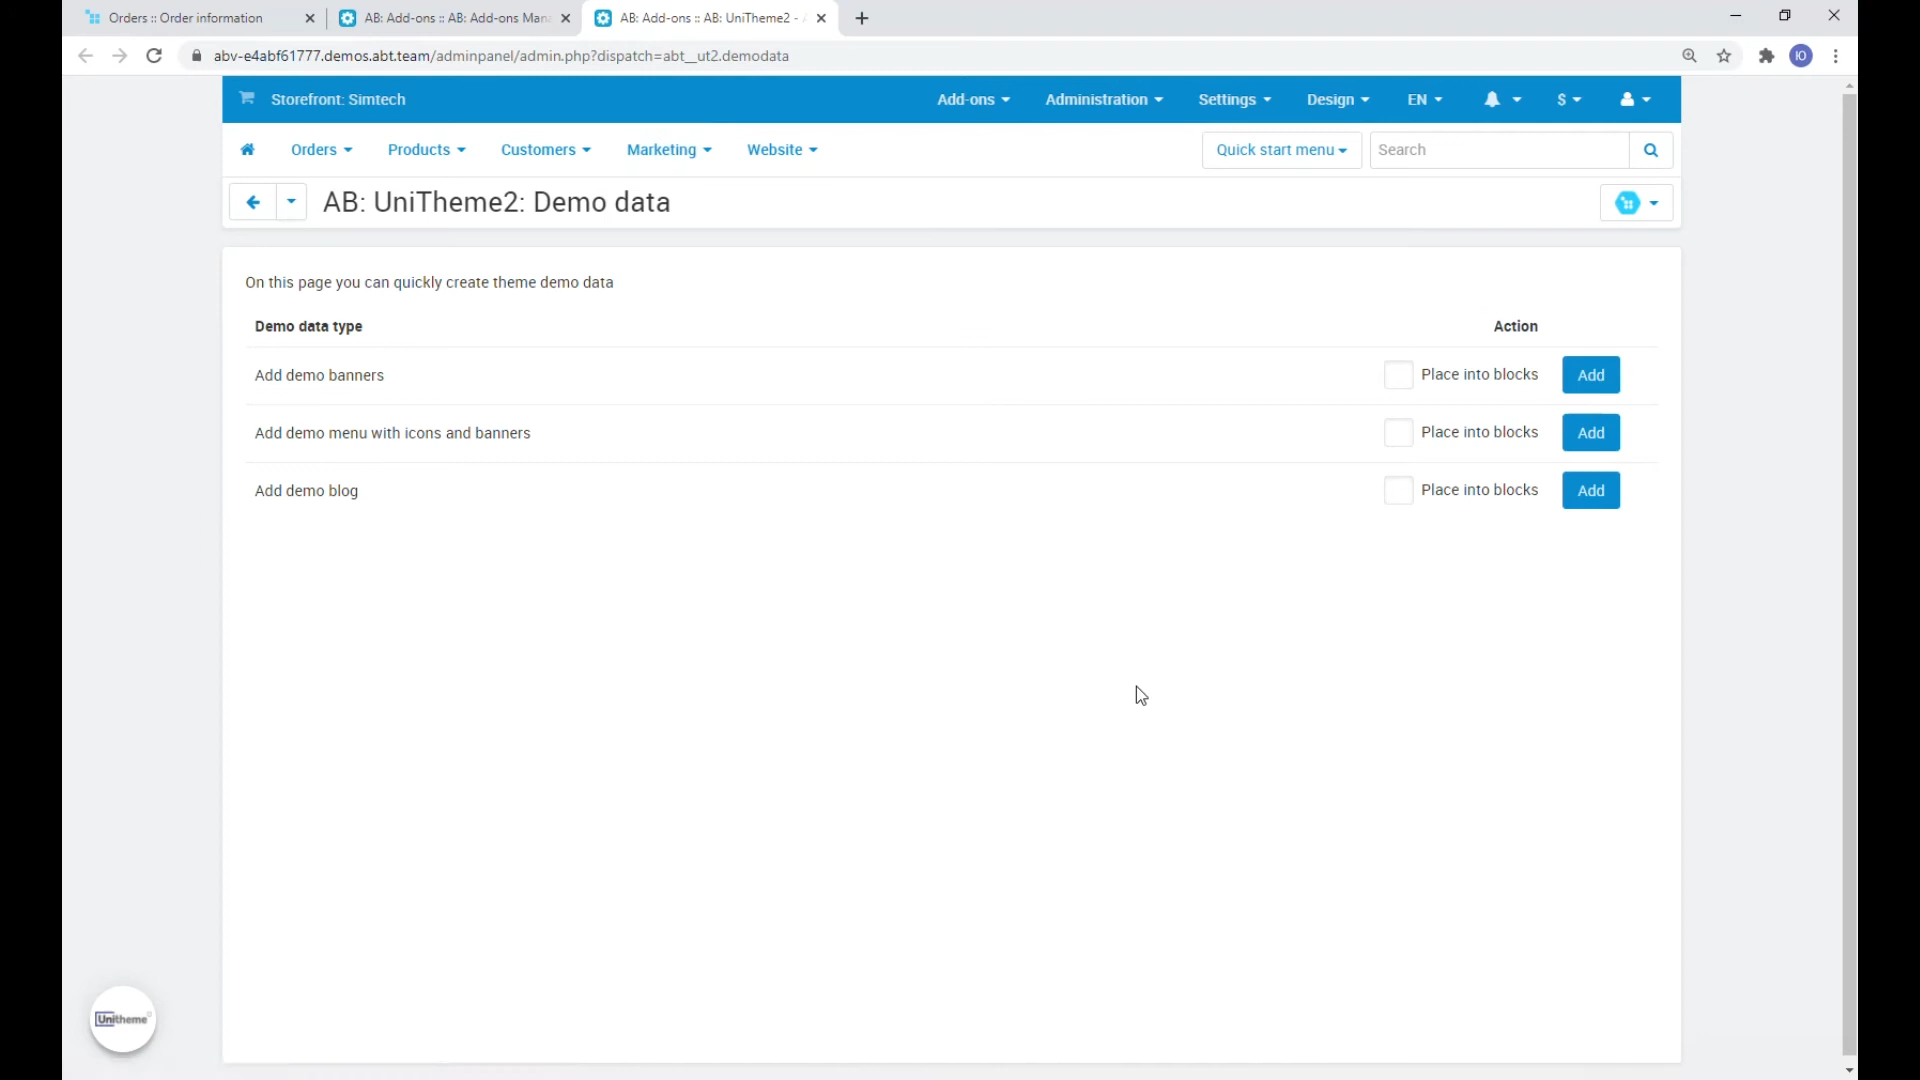 Orders :: Order information
AB: Add-ons :: AB: Add-ons Man
AB: Add-ons :: AB: UniTheme2 -
abv-e4abf61777.demos.abt.team/adminpanel/admin.php?dispatch=abt__ut2.demodata
Ю
Storefront: Simtech
Add-ons
Administration
Settings
Design
EN
$
Orders
Products
Customers
Marketing
Website
Quick start menu
Search
AB: UniTheme2: Demo data
On this page you can quickly create theme demo data
Demo data type
Action
Add demo banners
Place into blocks
Add
Add demo menu with icons and banners
Place into blocks
Add
Add demo blog
Place into blocks
Add
Unitheme